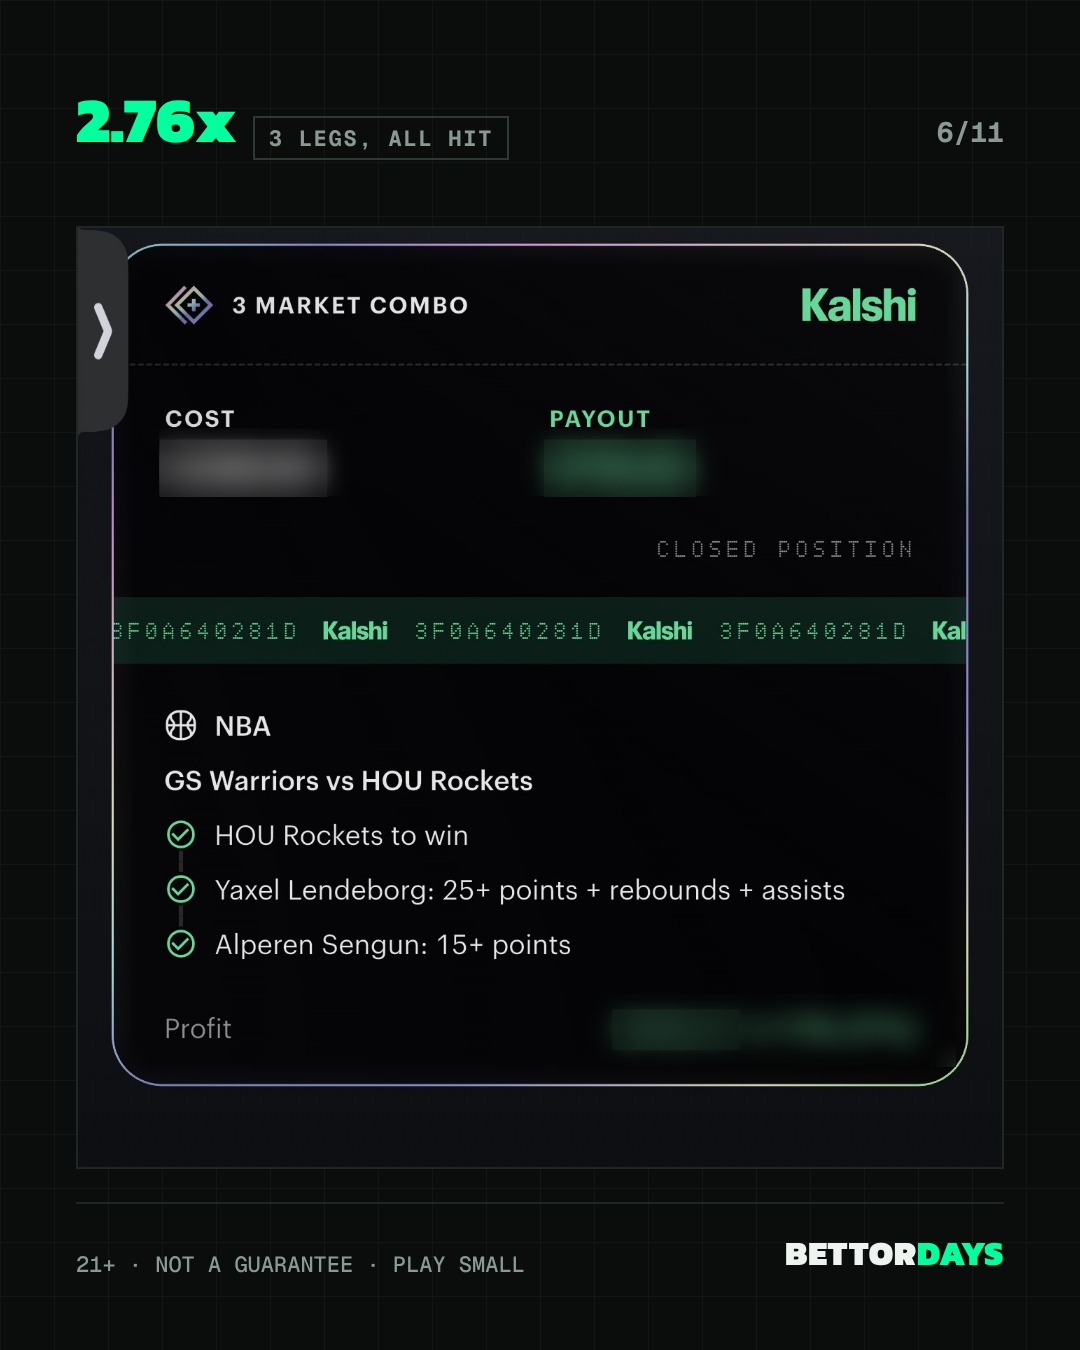 2.76x
3 LEGS, ALL HIT
6/11
3 MARKET COMBO
Kalshi
COST
PAYOUT
CLOSED POSITION
3F0A640281D Kalshi 3F0A640281D Kalshi 3F0A640281D Kal
NBA
GS Warriors vs HOU Rockets
HOU Rockets to win
Yaxel Lendeborg: 25+ points + rebounds + assists
Alperen Sengun: 15+ points
Profit
21+ · NOT A GUARANTEE · PLAY SMALL
BETTORDAYS